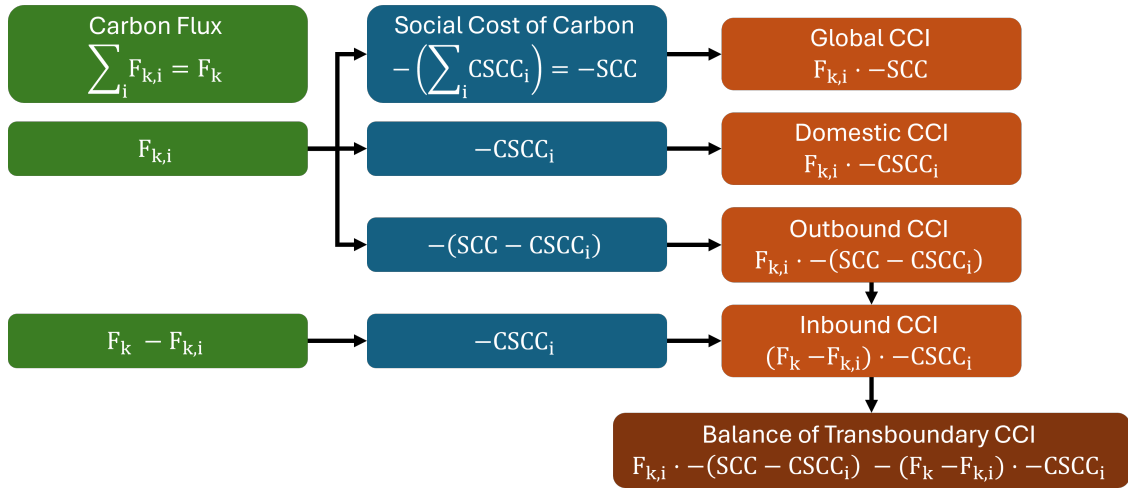 Carbon Flux
∑ᵢ Fₖ,ᵢ = Fₖ
Social Cost of Carbon
−(∑ᵢ CSCCᵢ) = −SCC
Global CCI
Fₖ,ᵢ · −SCC
Fₖ,ᵢ
−CSCCᵢ
Domestic CCI
Fₖ,ᵢ · −CSCCᵢ
−(SCC − CSCCᵢ)
Outbound CCI
Fₖ,ᵢ · −(SCC − CSCCᵢ)
Fₖ − Fₖ,ᵢ
−CSCCᵢ
Inbound CCI
(Fₖ −Fₖ,ᵢ) · −CSCCᵢ
Balance of Transboundary CCI
Fₖ,ᵢ · −(SCC − CSCCᵢ) − (Fₖ −Fₖ,ᵢ) · −CSCCᵢ